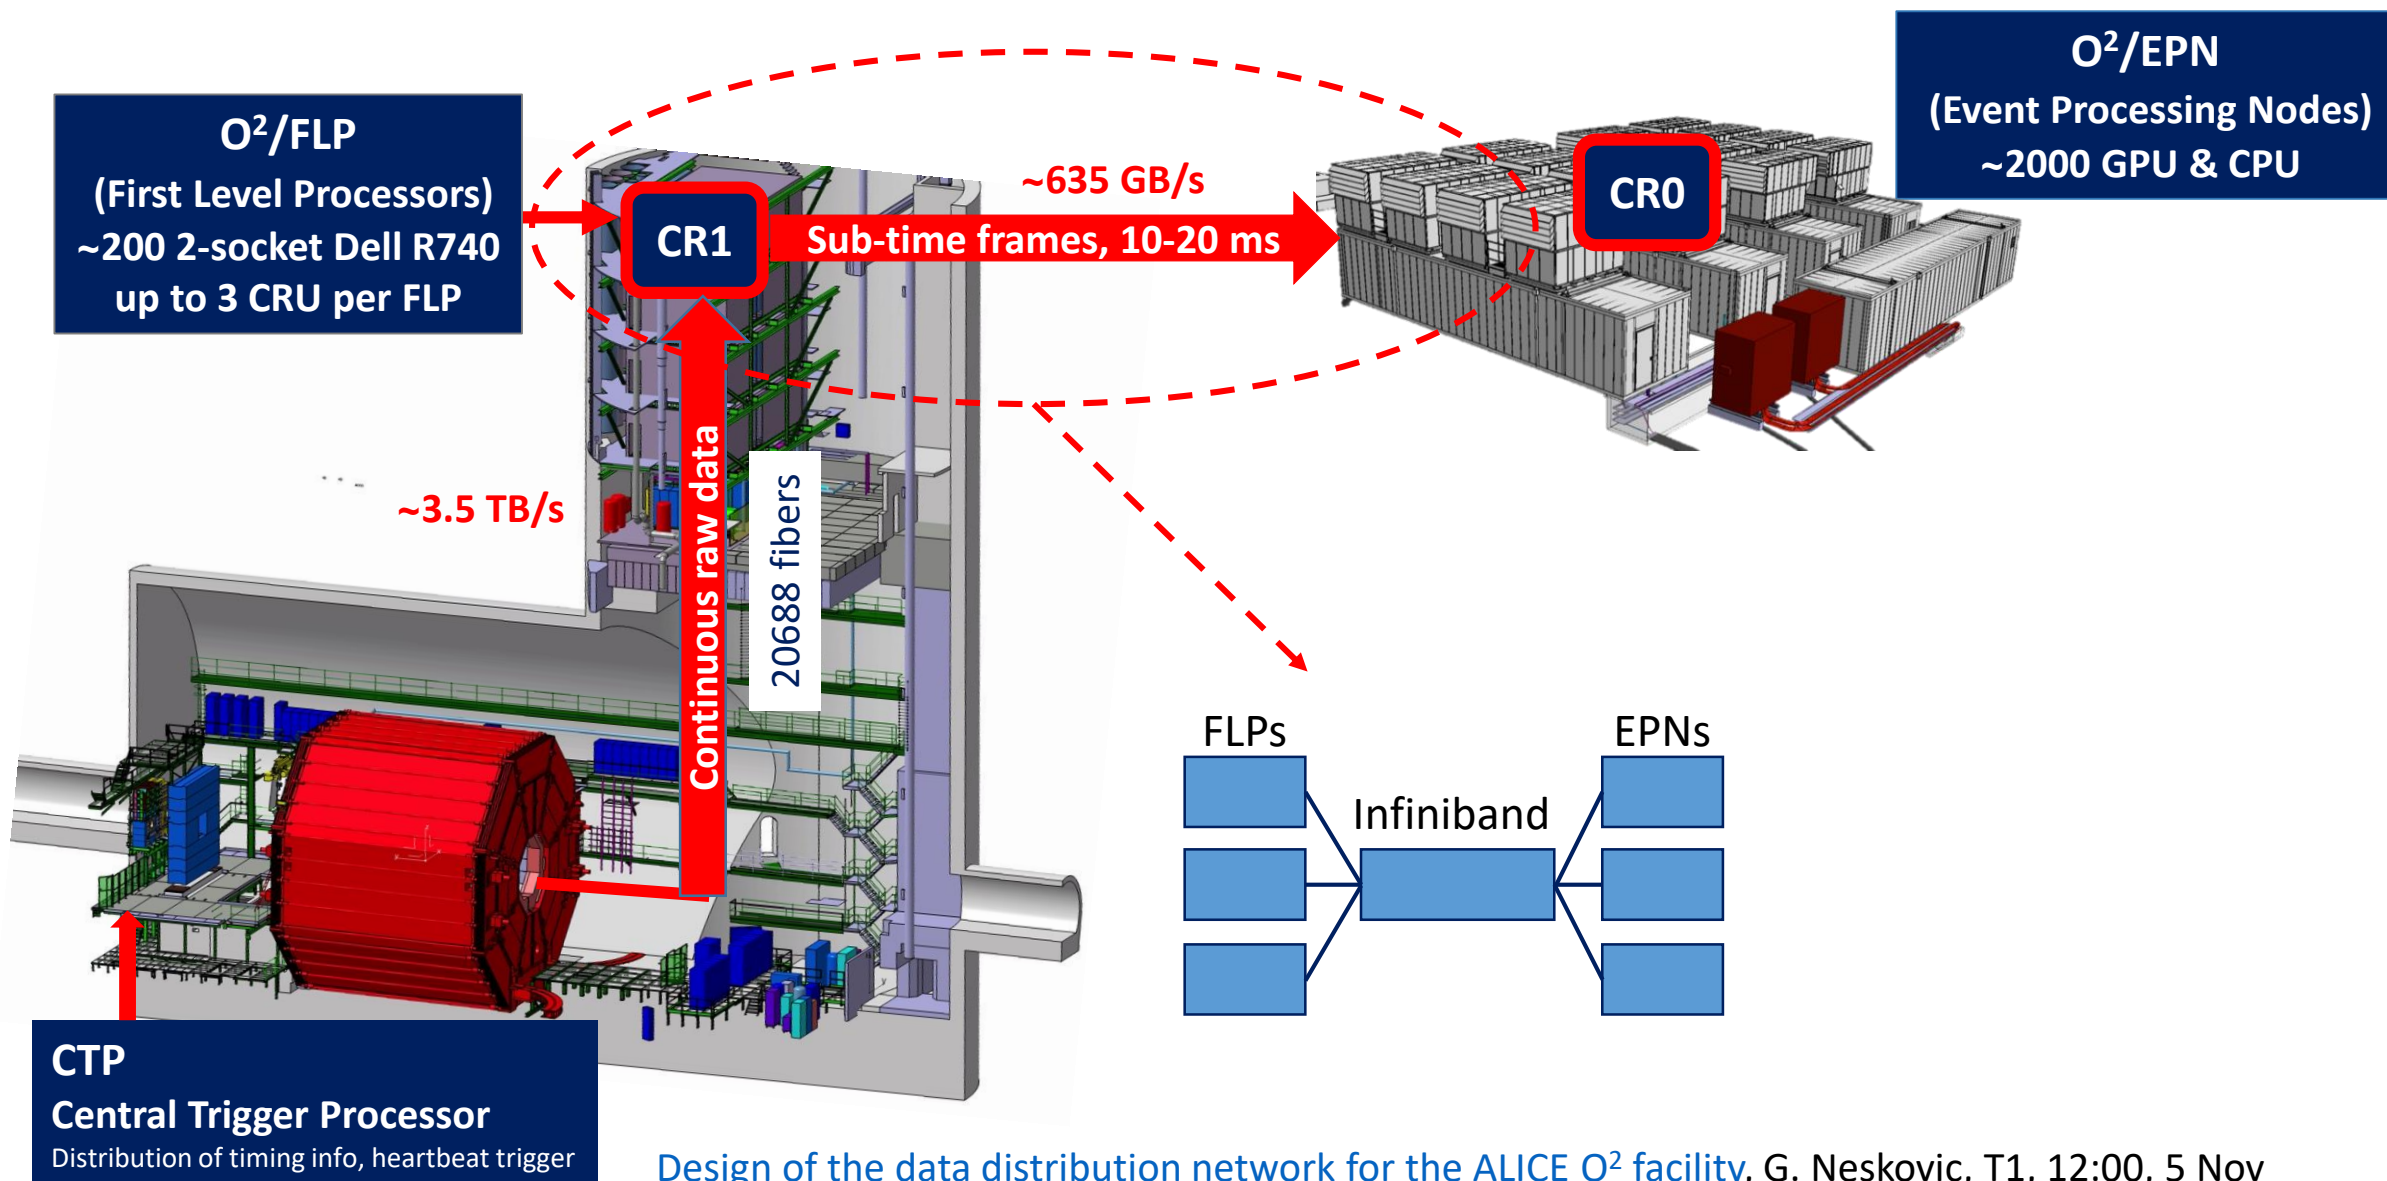 O²/FLP
(First Level Processors)
~200 2-socket Dell R740
up to 3 CRU per FLP
CR1
~635 GB/s
Sub-time frames, 10-20 ms
CR0
O²/EPN
(Event Processing Nodes)
~2000 GPU & CPU
~3.5 TB/s
Continuous raw data
20688 fibers
FLPs
EPNs
Infiniband
CTP
Central Trigger Processor
Distribution of timing info, heartbeat trigger
Design of the data distribution network for the ALICE O² facility, G. Neskovic, T1, 12:00, 5 Nov